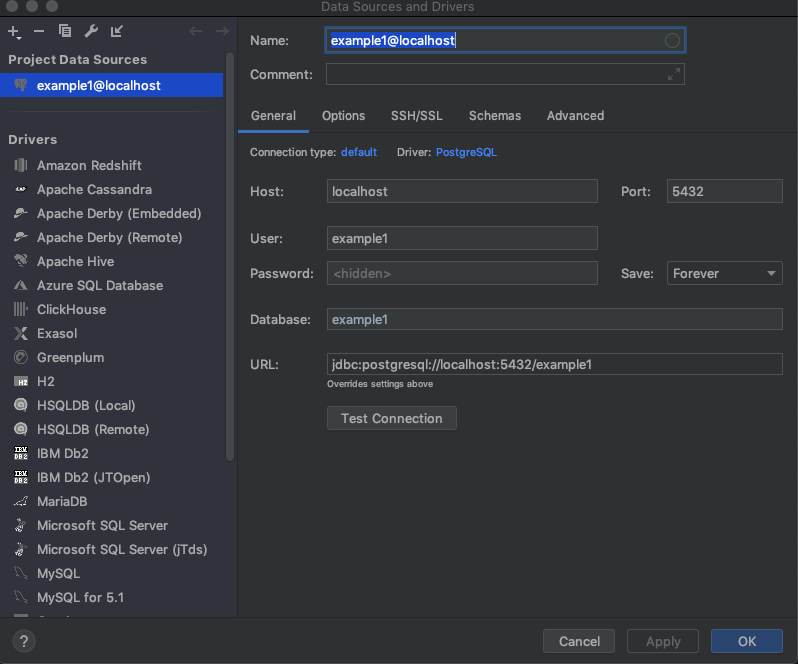 Data Sources and Drivers
Project Data Sources
example1@localhost
Drivers
Amazon Redshift
Apache Cassandra
Apache Derby (Embedded)
Apache Derby (Remote)
Apache Hive
Azure SQL Database
ClickHouse
Exasol
Greenplum
H2
HSQLDB (Local)
HSQLDB (Remote)
IBM Db2
IBM Db2 (JTOpen)
MariaDB
Microsoft SQL Server
Microsoft SQL Server (jTds)
MySQL
MySQL for 5.1
Name: example1@localhost
Comment:
General Options SSH/SSL Schemas Advanced
Connection type: default Driver: PostgreSQL
Host: localhost Port: 5432
User: example1
Password: <hidden> Save: Forever
Database: example1
URL: jdbc:postgresql://localhost:5432/example1
Overrides settings above
Test Connection
? Cancel Apply OK